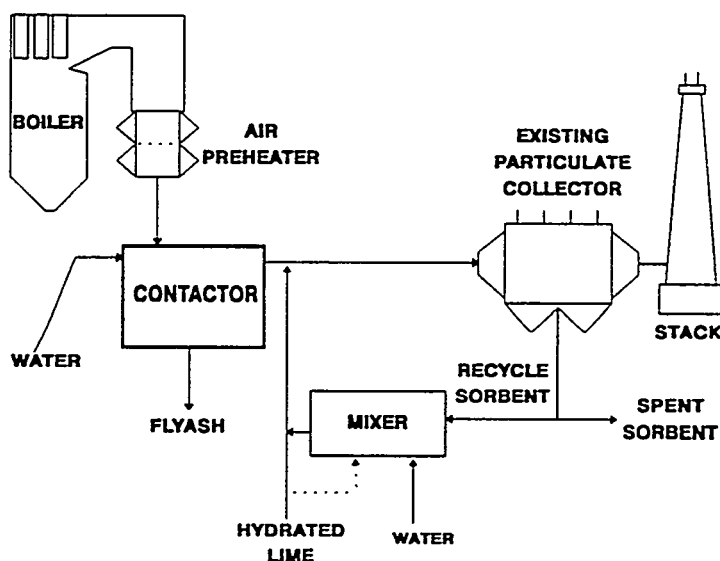 BOILER
AIR
PREHEATER
EXISTING
PARTICULATE
COLLECTOR
CONTACTOR
STACK
WATER
RECYCLE
SORBENT
FLYASH
MIXER
SPENT
SORBENT
HYDRATED
LIME
WATER